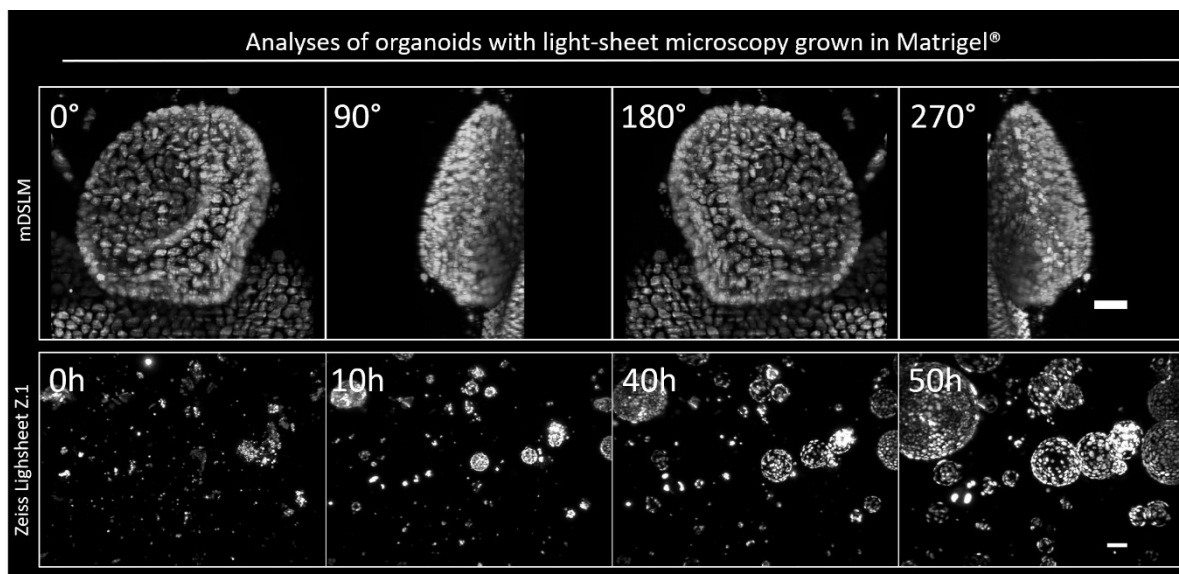 Analyses of organoids with light-sheet microscopy grown in Matrigel®
mDSLM
0°
90°
180°
270°
Zeiss Lighsheet Z.1
0h
10h
40h
50h